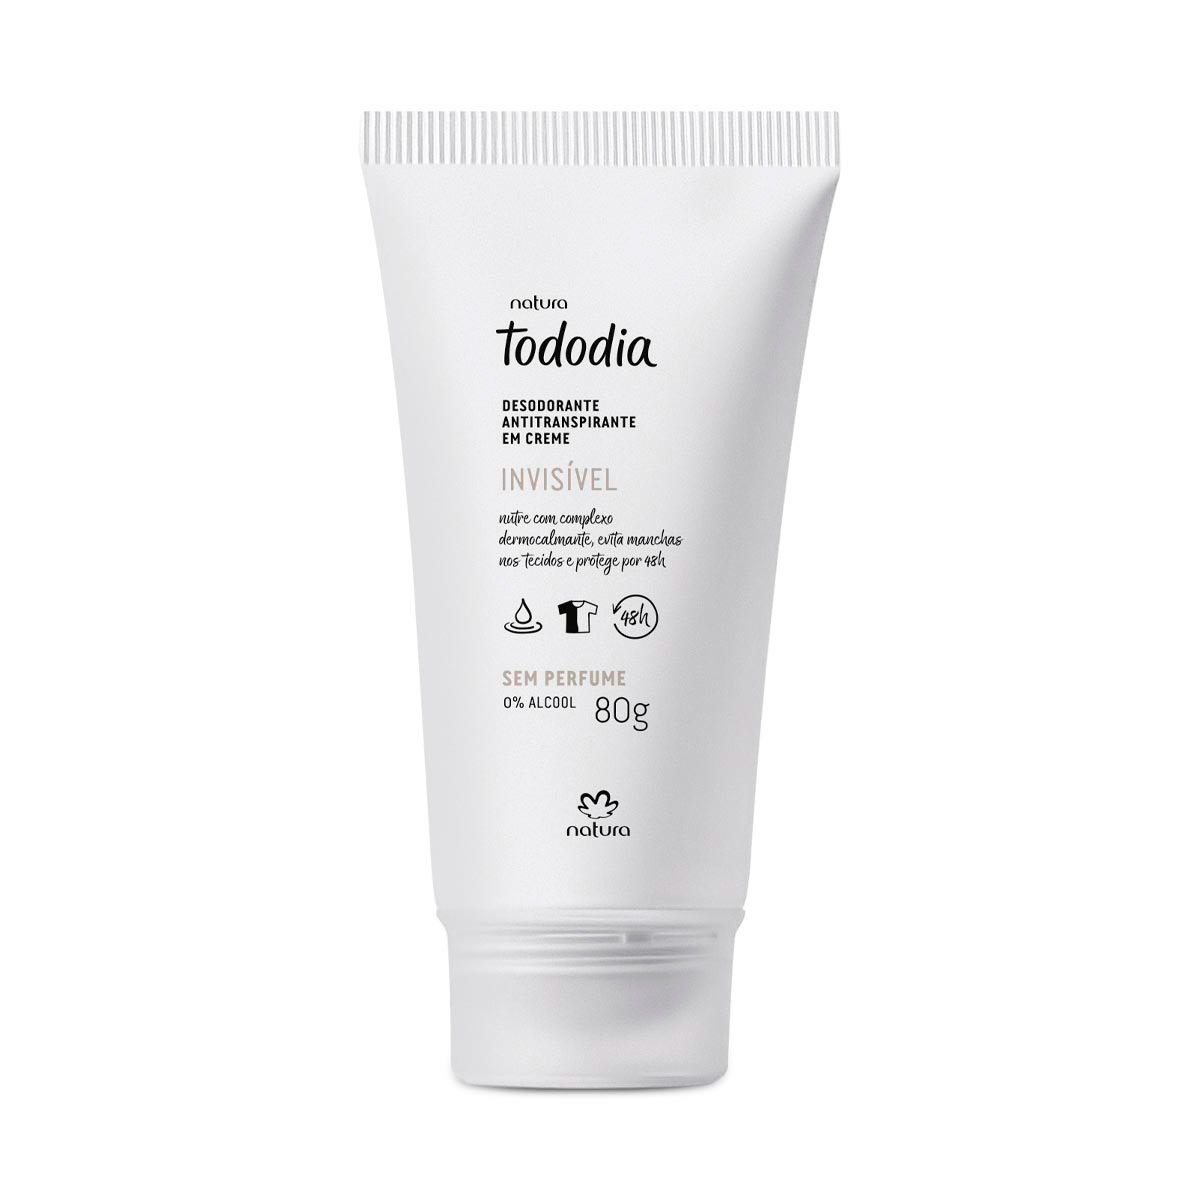 natura
Tododia
DESODORANTE
ANTITRANSPIRANTE
EM CREME
INVISÍVEL
nutre com complexo
dermocalmante, evita manchas
nos tecidos e protege por 48h
48h
SEM PERFUME
0% ALCOOL 80g
natura